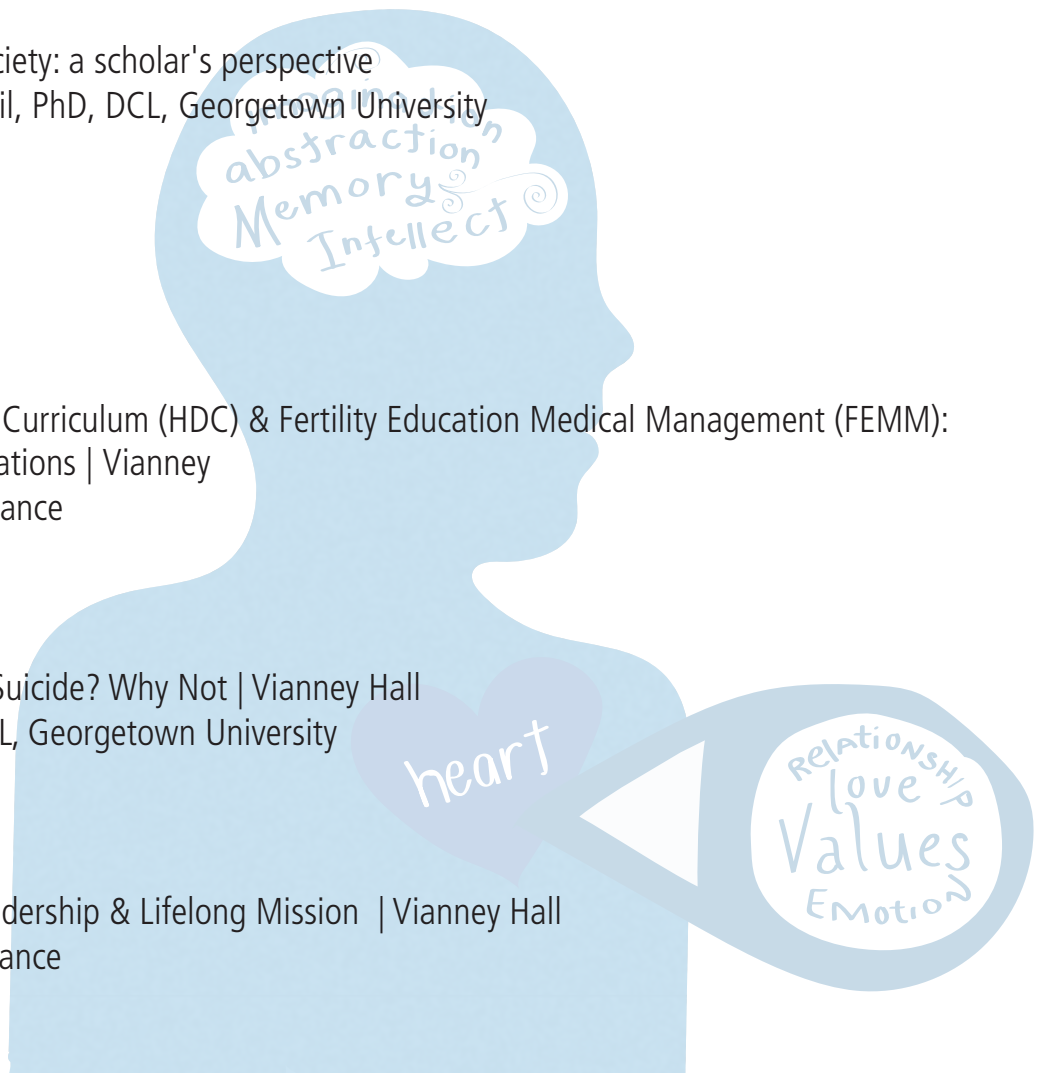 ciety: a scholar's perspective
il, PhD, DCL, Georgetown University
Imagination
abstraction
Memory
Intellect
Curriculum (HDC) & Fertility Education Medical Management (FEMM):
ations | Vianney
ance
Suicide? Why Not | Vianney Hall
L, Georgetown University
heart
RelationSHIP
love
Values
EMotioN
dership & Lifelong Mission | Vianney Hall
ance